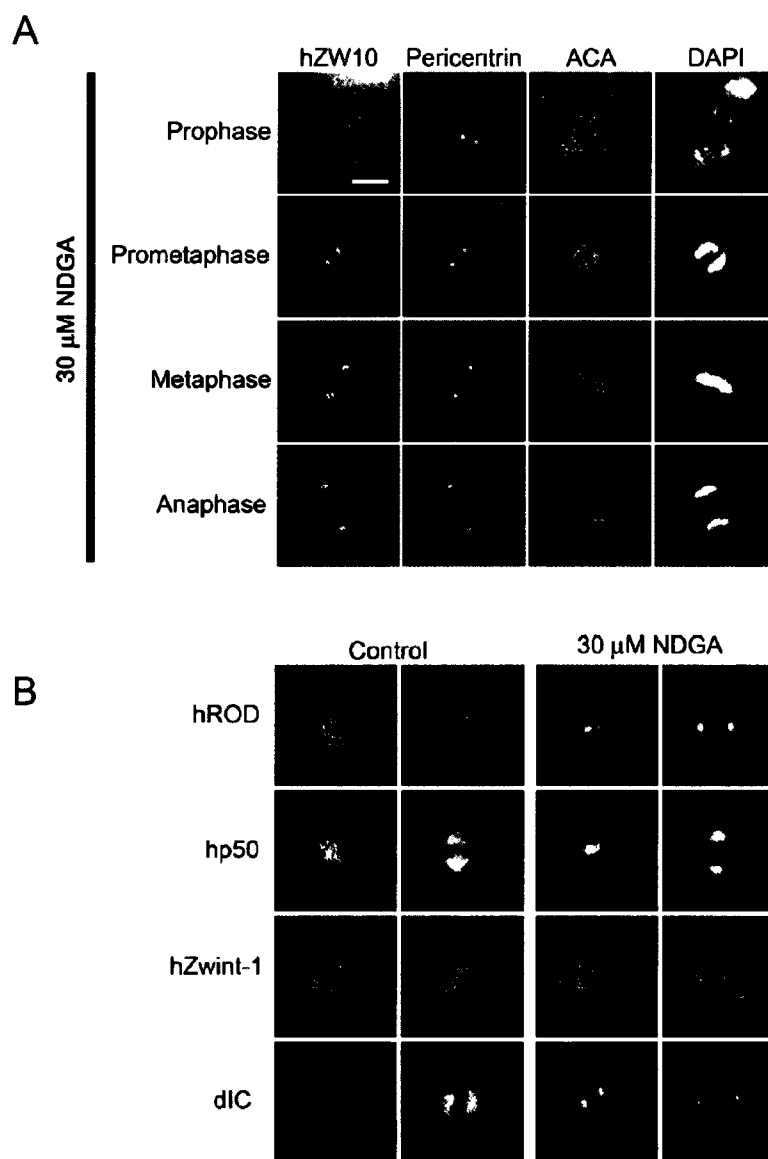 A
hZW10 Pericentrin ACA DAPI
30 μM NDGA
Prophase
Prometaphase
Metaphase
Anaphase
B
Control 30 μM NDGA
hROD
hp50
hZwint-1
dIC